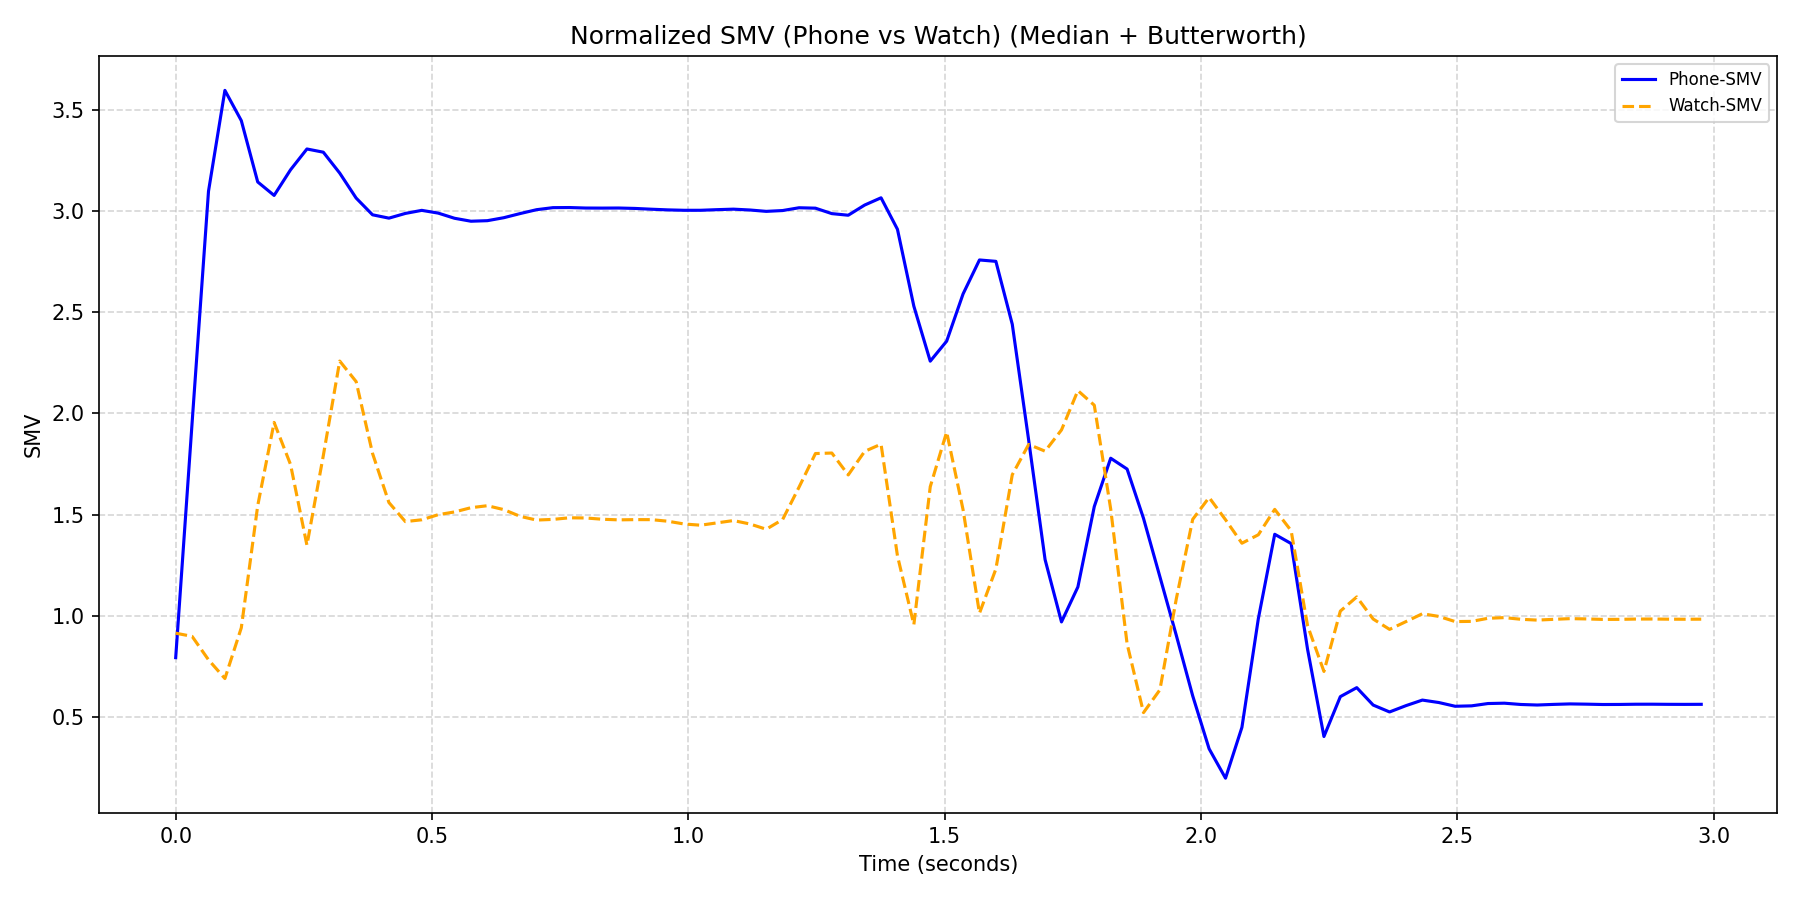 Normalized SMV (Phone vs Watch) (Median + Butterworth)
Phone-SMV
Watch-SMV
SMV
3.5
3.0
2.5
2.0
1.5
1.0
0.5
0.0 0.5 1.0 1.5 2.0 2.5 3.0
Time (seconds)